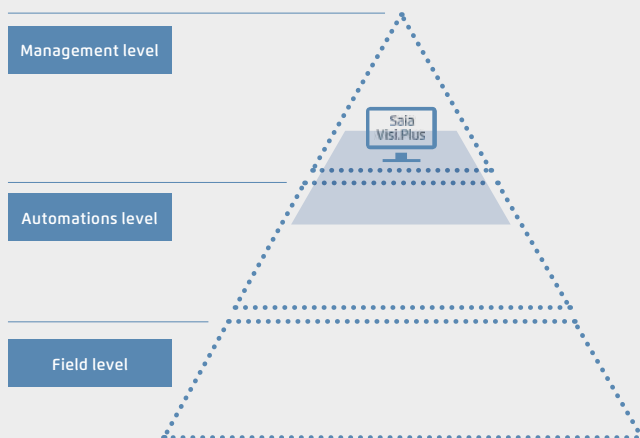 Management level
Saia
Visi.Plus
Automations level
Field level